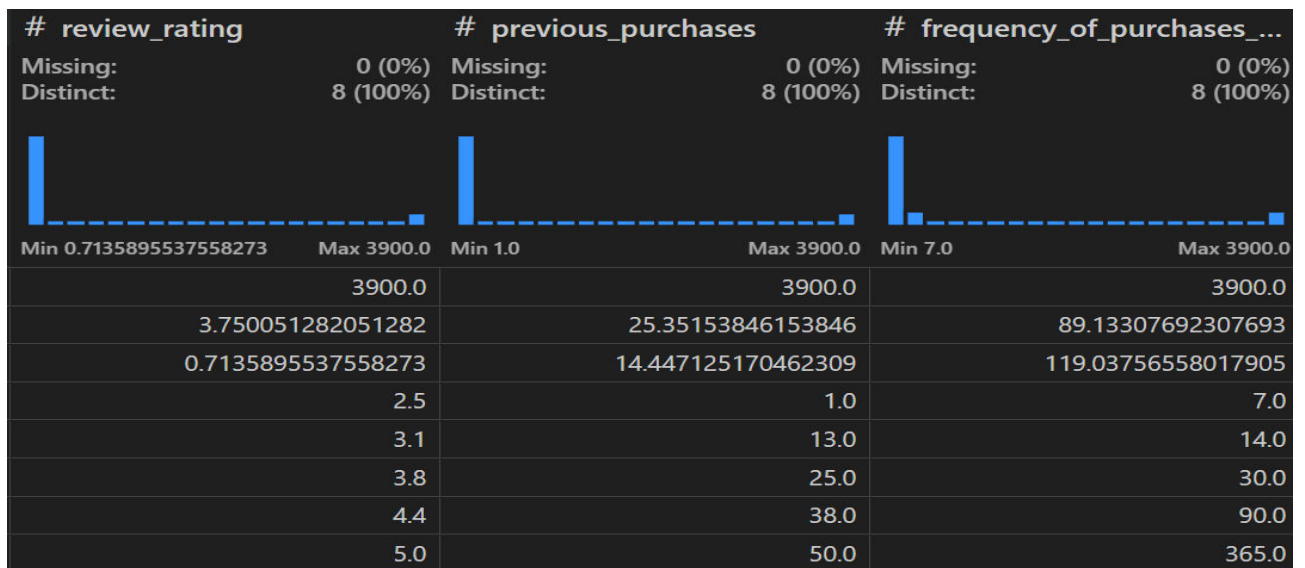 # review_rating # previous_purchases # frequency_of_purchases_...
Missing: 0 (0%) Missing: 0 (0%) Missing: 0 (0%)
Distinct: 8 (100%) Distinct: 8 (100%) Distinct: 8 (100%)
Min 0.7135895537558273 Max 3900.0 Min 1.0 Max 3900.0 Min 7.0 Max 3900.0
3900.0 3900.0 3900.0
3.750051282051282 25.35153846153846 89.13307692307693
0.7135895537558273 14.447125170462309 119.03756558017905
2.5 1.0 7.0
3.1 13.0 14.0
3.8 25.0 30.0
4.4 38.0 90.0
5.0 50.0 365.0